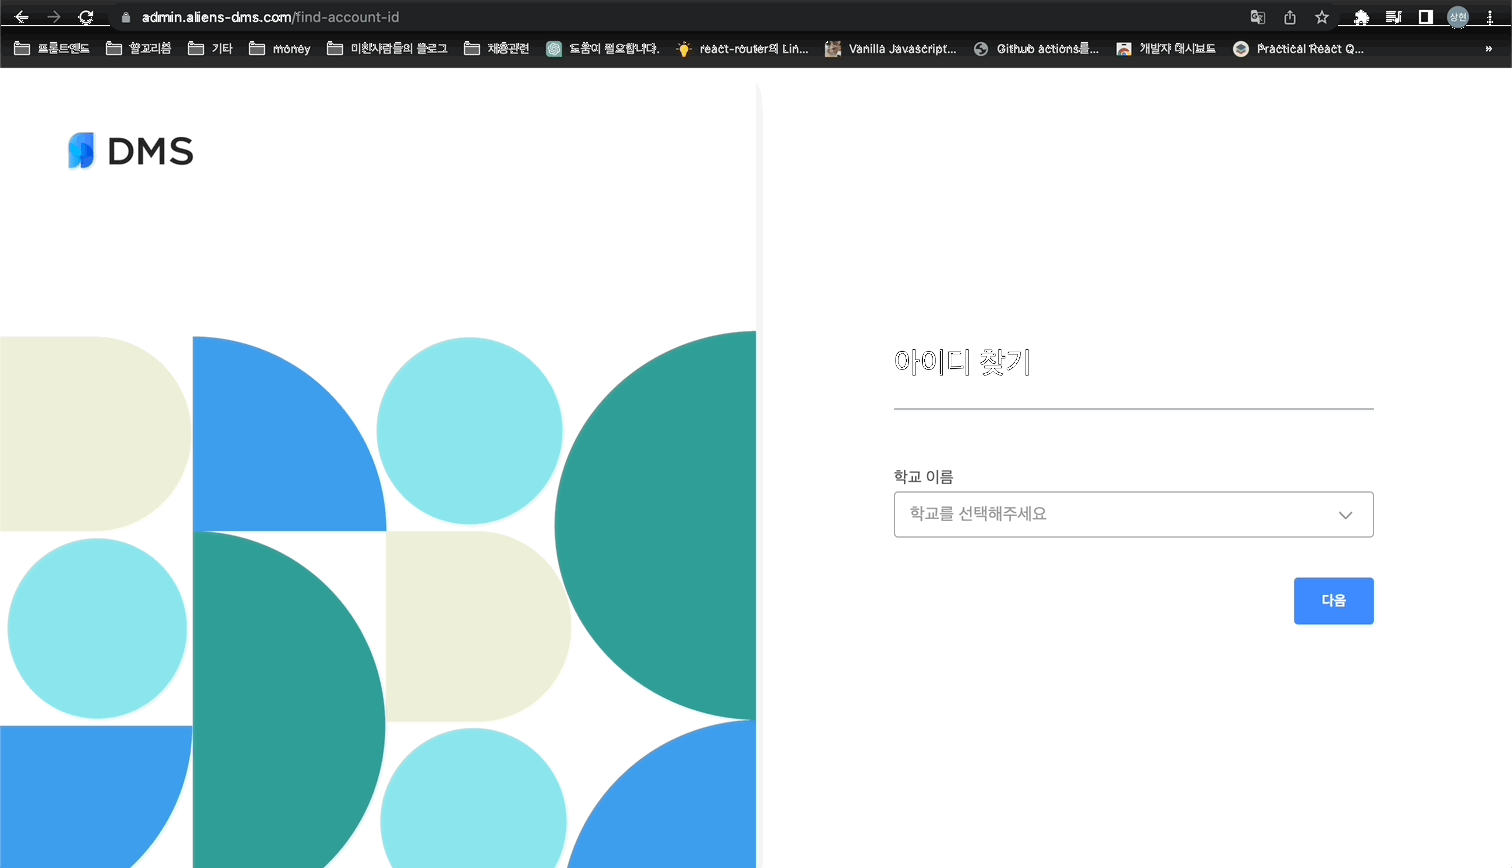 admin.aliens-dms.com/find-account-id
상현
프론트엔드 알고리즘 기타 money 미친사람들의 블로그 채용관련 도움이 필요합니다. react-router의 Lin... Vanilla Javascript... Github actions를... 개발자 대시보드 Practical React Q... »
DMS
아이디 찾기
학교 이름
학교를 선택해주세요
다음